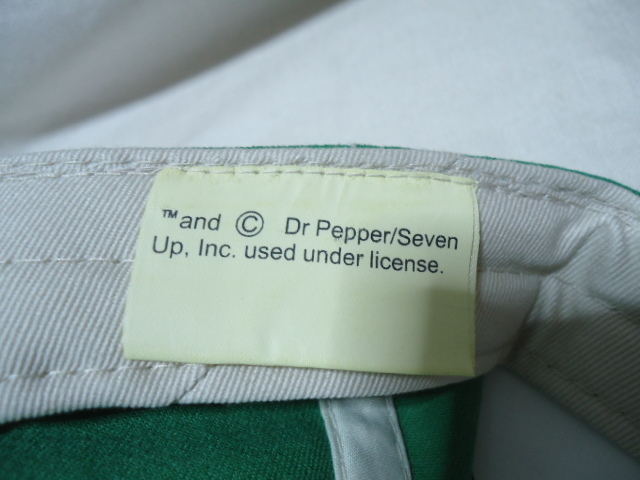 ™and © Dr Pepper/Seven
Up, Inc. used under license.